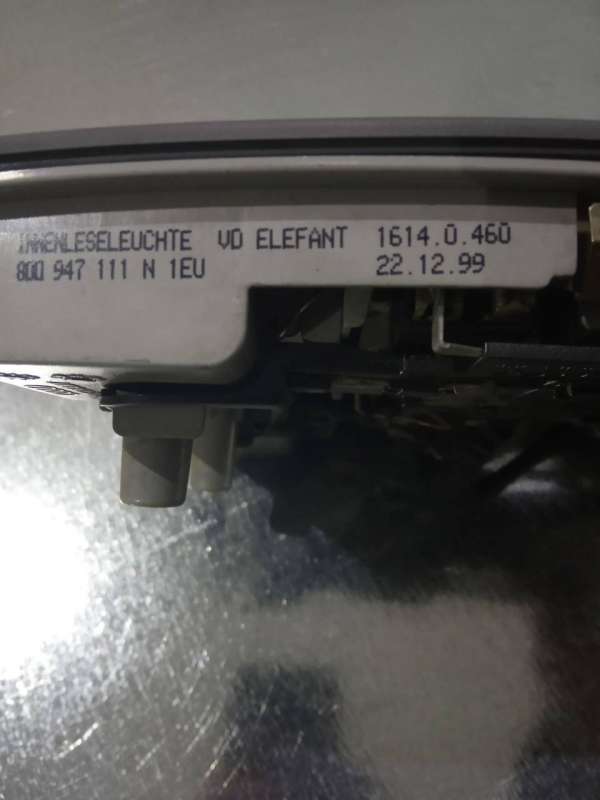 INNENLESELEUCHTE VD ELEFANT 1614.0.460
8D0 947 111 N 1EU 22.12.99